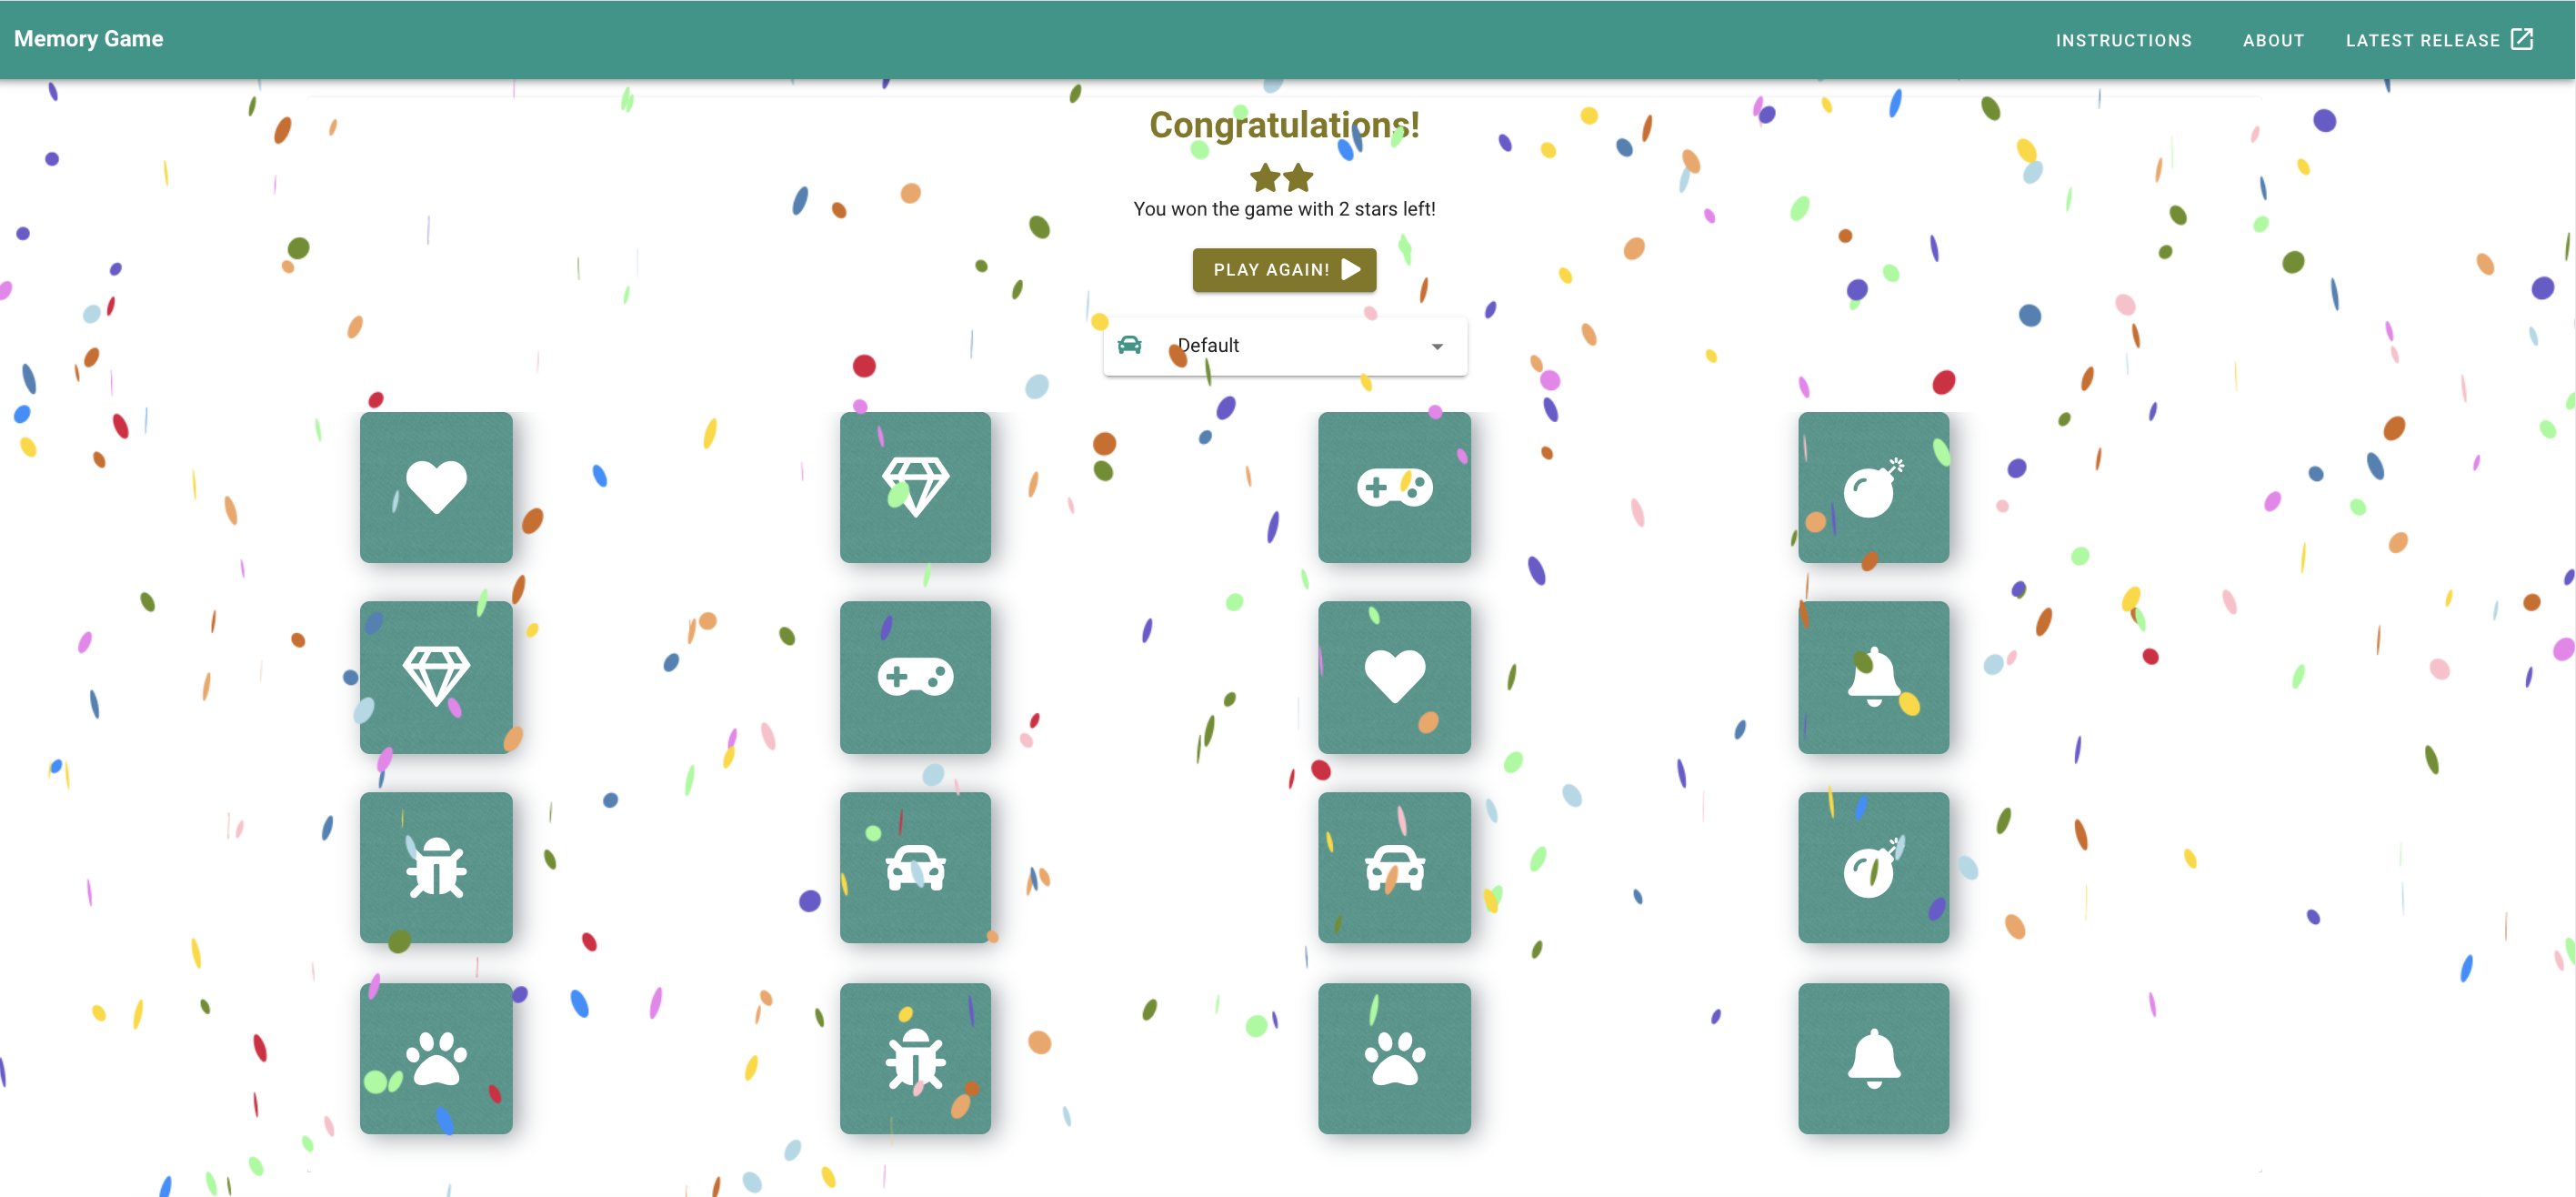 Memory Game
INSTRUCTIONS
ABOUT
LATEST RELEASE
Congratulations!
You won the game with 2 stars left!
PLAY AGAIN!
Default